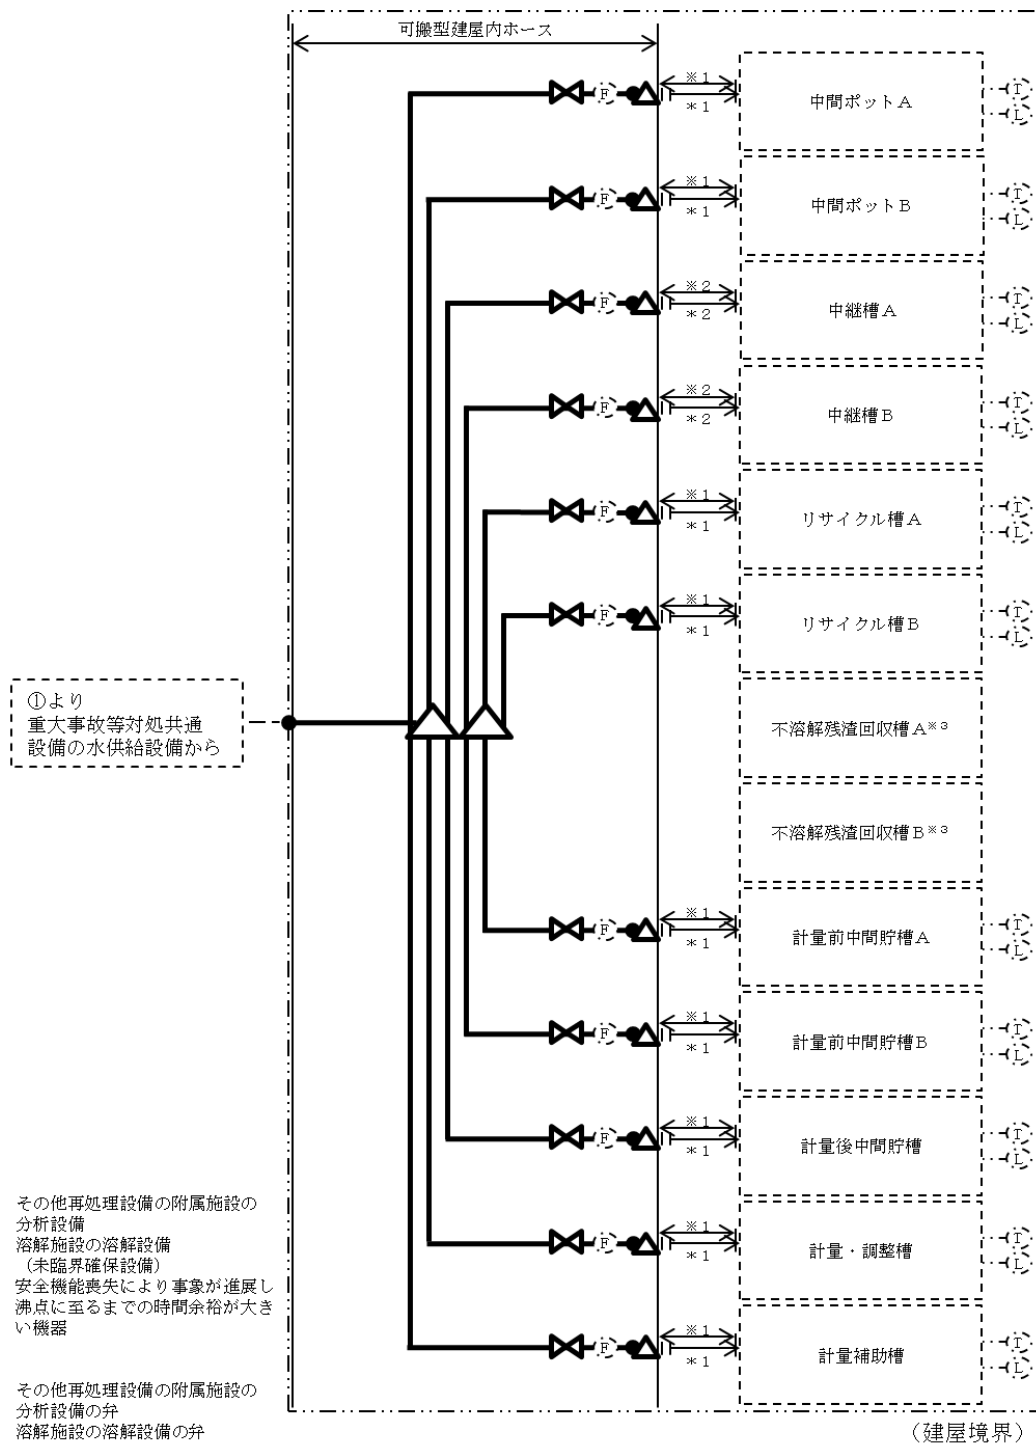 可搬型建屋内ホース
※1
F
*1
中間ポットA
T
L
※1
F
*1
中間ポットB
T
L
※2
F
*2
中継槽A
T
L
※2
F
*2
中継槽B
T
L
※1
F
*1
リサイクル槽A
T
L
※1
F
*1
リサイクル槽B
T
L
①より
重大事故等対処共通
設備の水供給設備から
不溶解残渣回収槽A※3
不溶解残渣回収槽B※3
※1
F
*1
計量前中間貯槽A
T
L
※1
F
*1
計量前中間貯槽B
T
L
※1
F
*1
計量後中間貯槽
T
L
※1
F
*1
計量・調整槽
T
L
※1
F
*1
計量補助槽
T
L
その他再処理設備の附属施設の
分析設備
溶解施設の溶解設備
（未臨界確保設備）
安全機能喪失により事象が進展し
沸点に至るまでの時間余裕が大き
い機器
その他再処理設備の附属施設の
分析設備の弁
溶解施設の溶解設備の弁
（建屋境界）